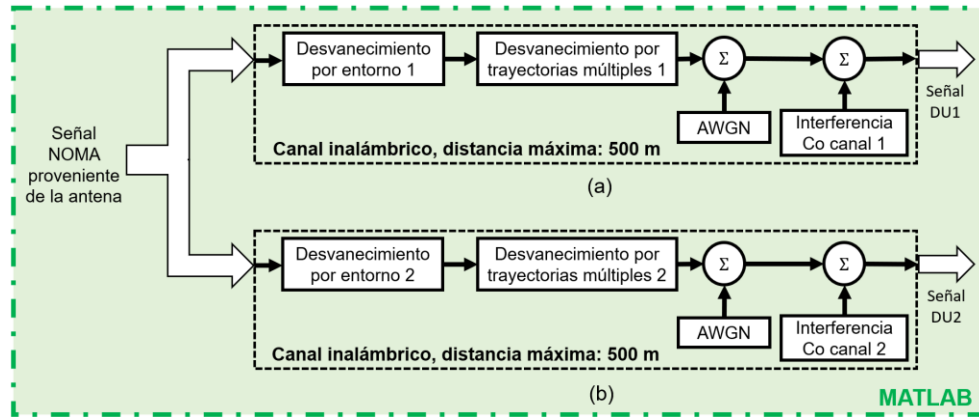 Señal
NOMA
proveniente
de la antena
Desvanecimiento
por entorno 1
Desvanecimiento por
trayectorias múltiples 1
Σ
Σ
AWGN
Interferencia
Co canal 1
Canal inalámbrico, distancia máxima: 500 m
Señal
DU1
(a)
Desvanecimiento
por entorno 2
Desvanecimiento por
trayectorias múltiples 2
Σ
Σ
AWGN
Interferencia
Co canal 2
Canal inalámbrico, distancia máxima: 500 m
Señal
DU2
(b)
MATLAB